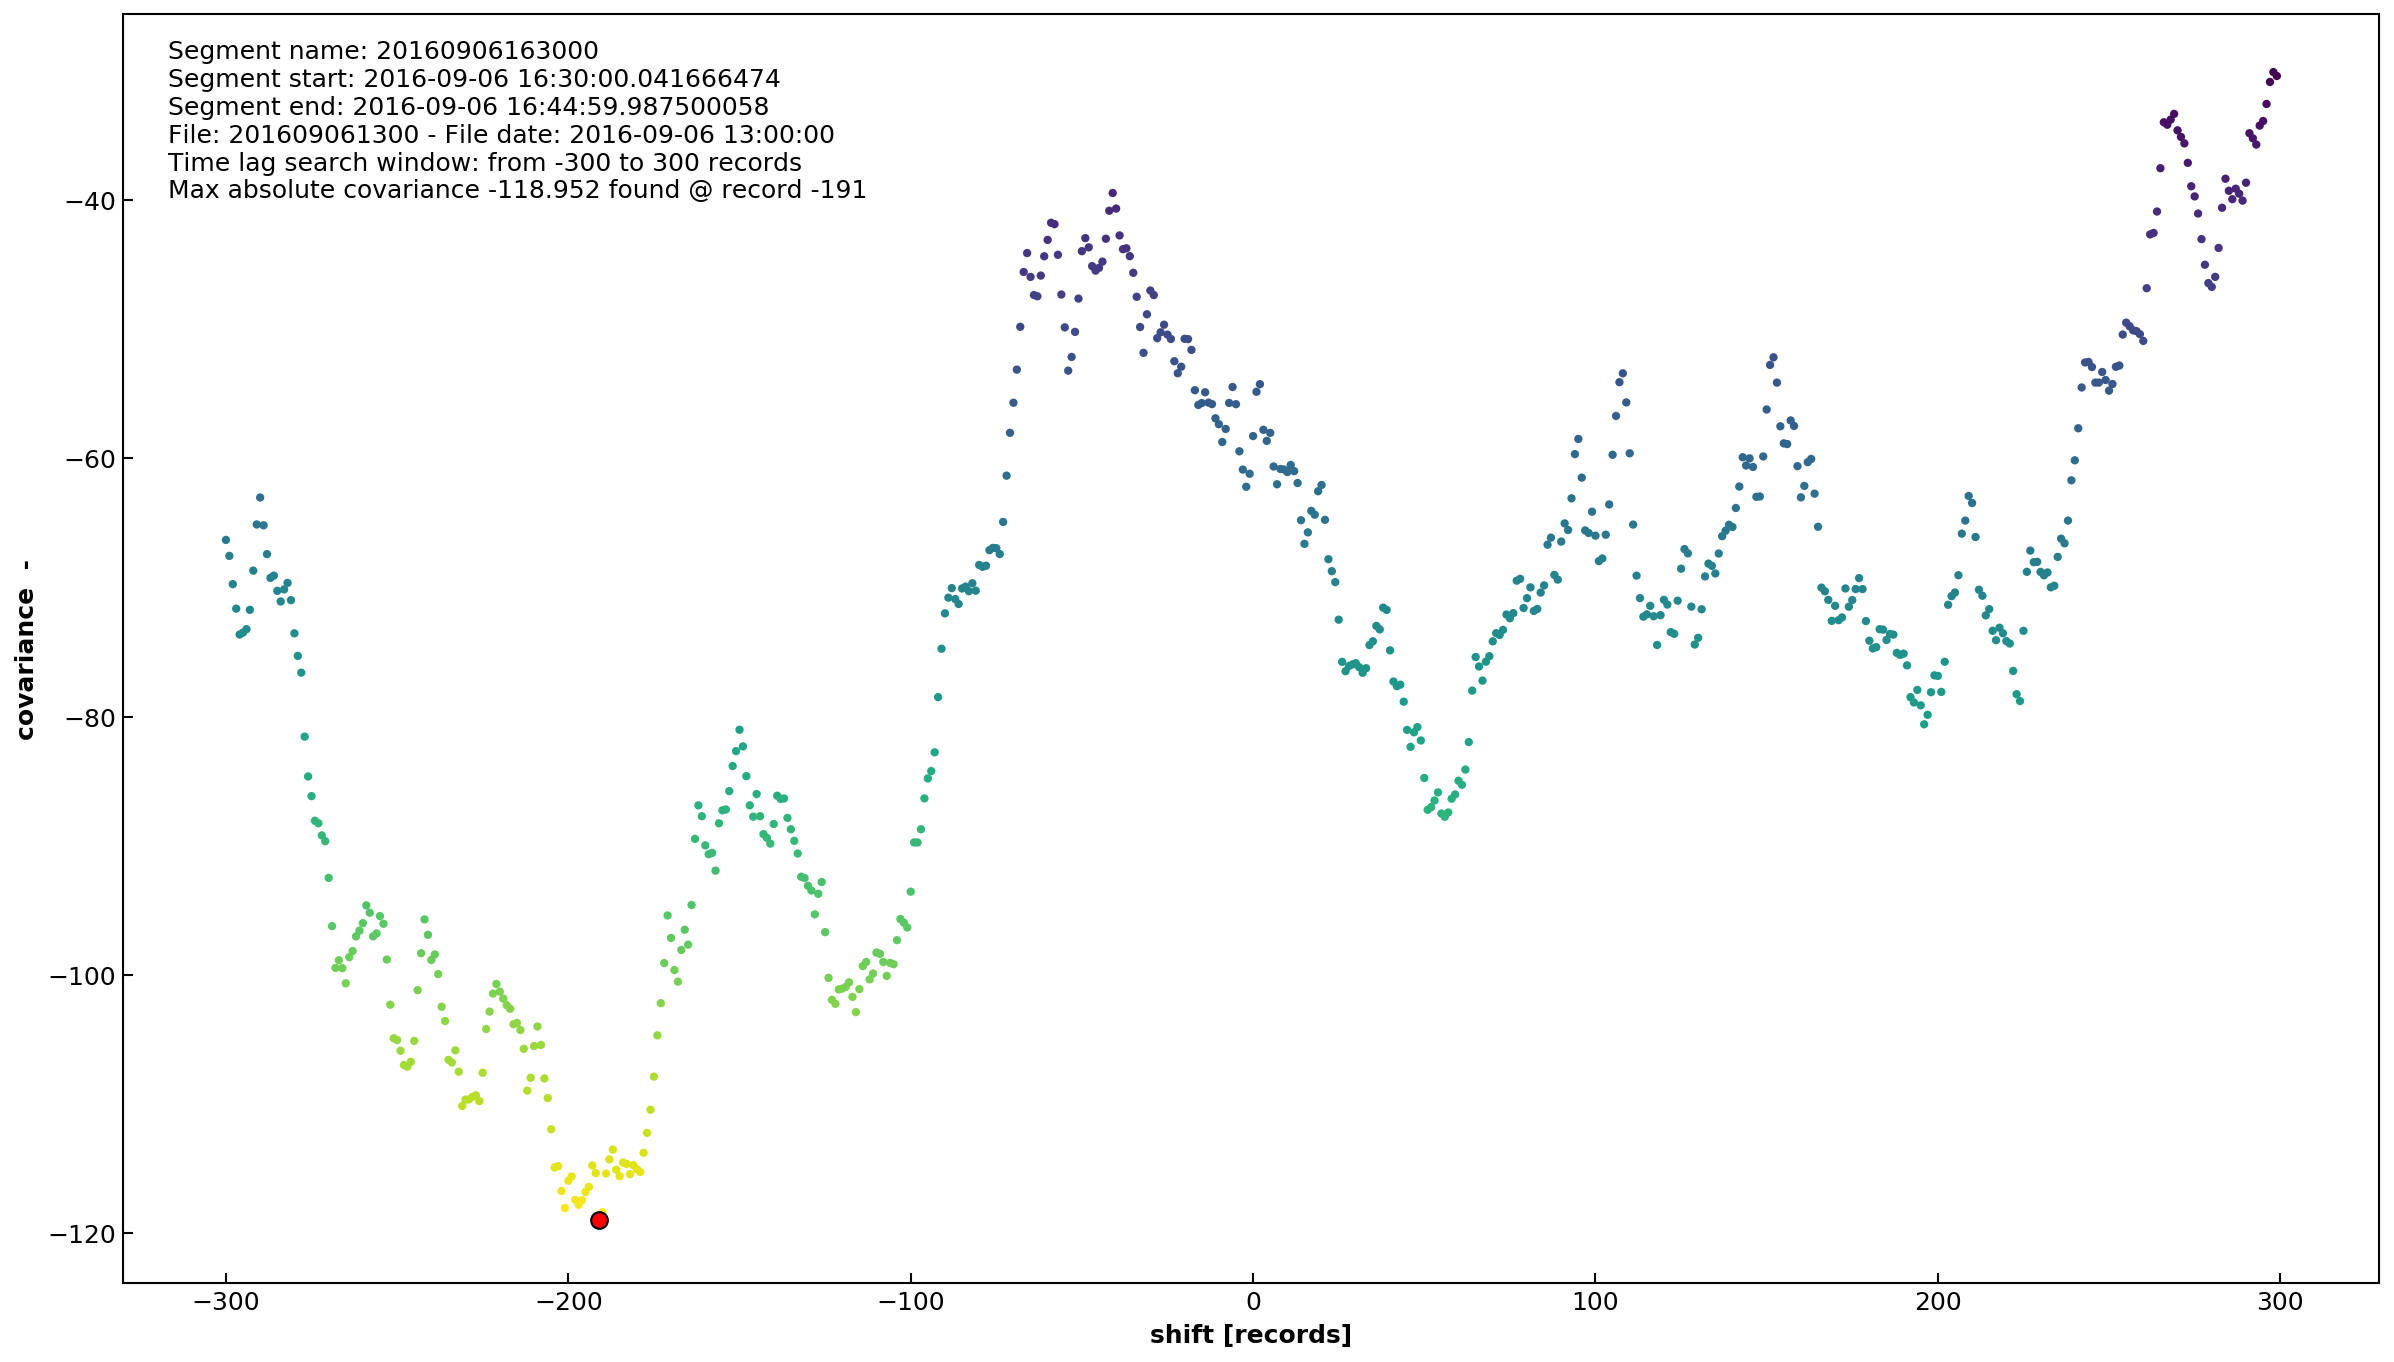 Segment name: 20160906163000
Segment start: 2016-09-06 16:30:00.041666474
Segment end: 2016-09-06 16:44:59.987500058
File: 201609061300 - File date: 2016-09-06 13:00:00
Time lag search window: from -300 to 300 records
Max absolute covariance -118.952 found @ record -191
−40
−60
−80
−100
−120
covariance -
−300 −200 −100 0 100 200 300
shift [records]